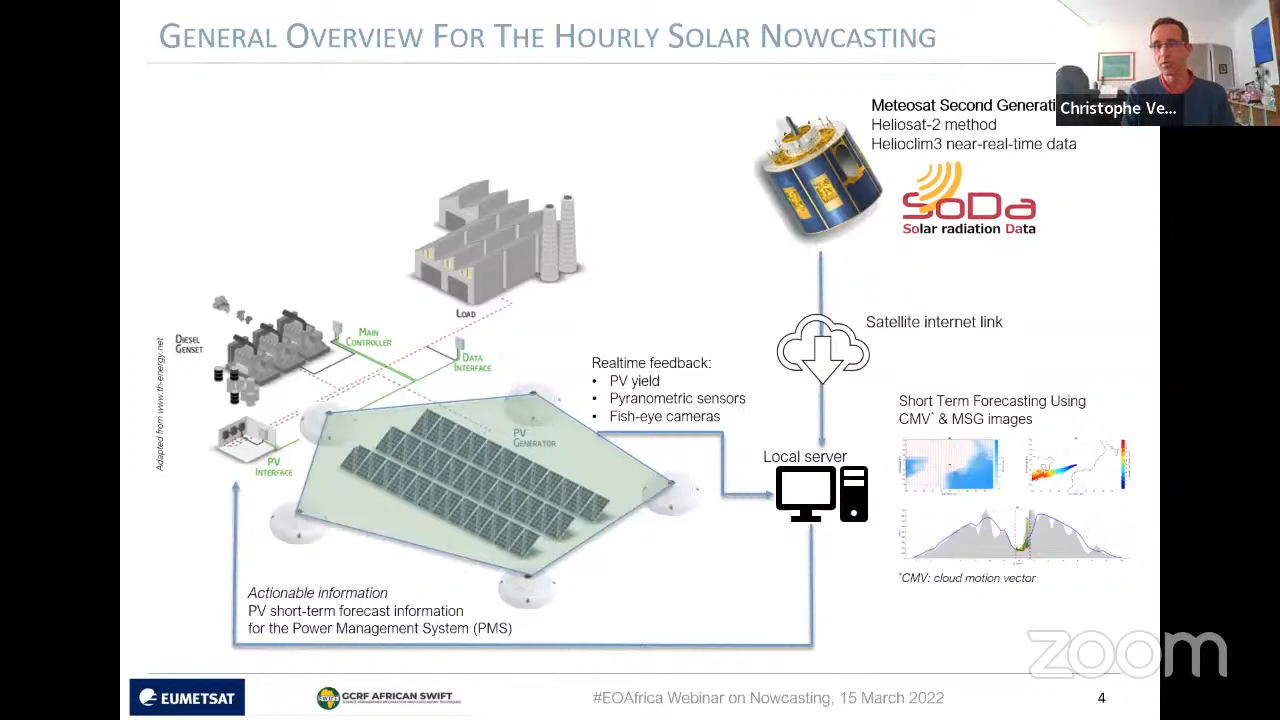 GENERAL OVERVIEW FOR THE HOURLY SOLAR NOWCASTING
Christophe Ve...
Meteosat Second Generati
Heliosat-2 method
Helioclim3 near-real-time data
SoDa
Solar radiation Data
LOAD
DIESEL
GENSET
MAIN
CONTROLLER
DATA
INTERFACE
Satellite internet link
Adapted from www.th-energy.net
Realtime feedback:
• PV yield
• Pyranometric sensors
• Fish-eye cameras
Short Term Forecasting Using
CMV* & MSG images
PV
GENERATOR
PV
INTERFACE
Local server
*CMV: cloud motion vector
Actionable information
PV short-term forecast information
for the Power Management System (PMS)
zoom
EUMETSAT
SWIFT
GCRF AFRICAN SWIFT
#EOAfrica Webinar on Nowcasting, 15 March 2022
4